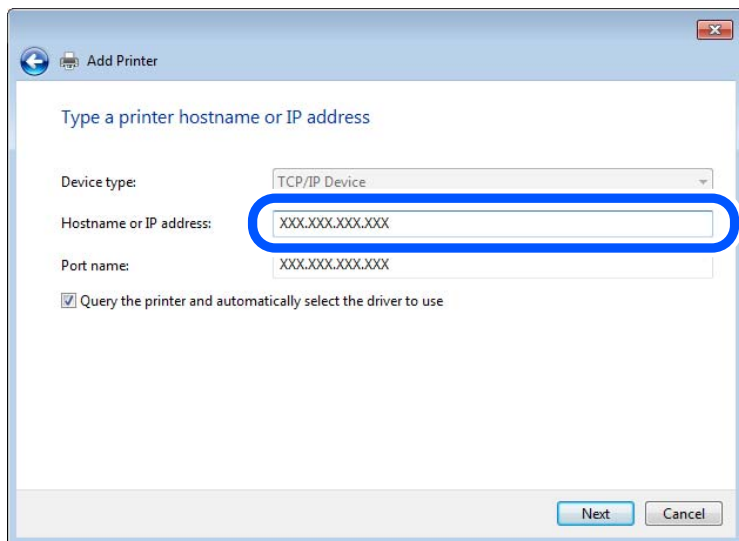 Add Printer
Type a printer hostname or IP address
Device type: TCP/IP Device
Hostname or IP address: XXX.XXX.XXX.XXX
Port name: XXX.XXX.XXX.XXX
Query the printer and automatically select the driver to use
Next Cancel